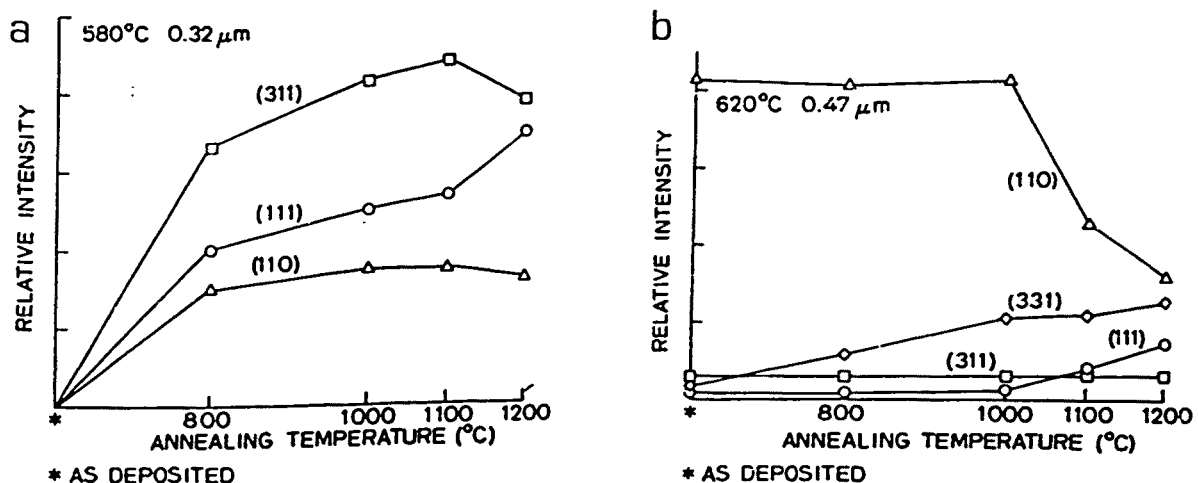 a
580°C 0.32 μm
RELATIVE INTENSITY
(311)
(111)
(110)
* 800 1000 1100 1200
ANNEALING TEMPERATURE (°C)
* AS DEPOSITED
b
620°C 0.47 μm
RELATIVE INTENSITY
(110)
(331)
(111)
(311)
* 800 1000 1100 1200
ANNEALING TEMPERATURE (°C)
* AS DEPOSITED